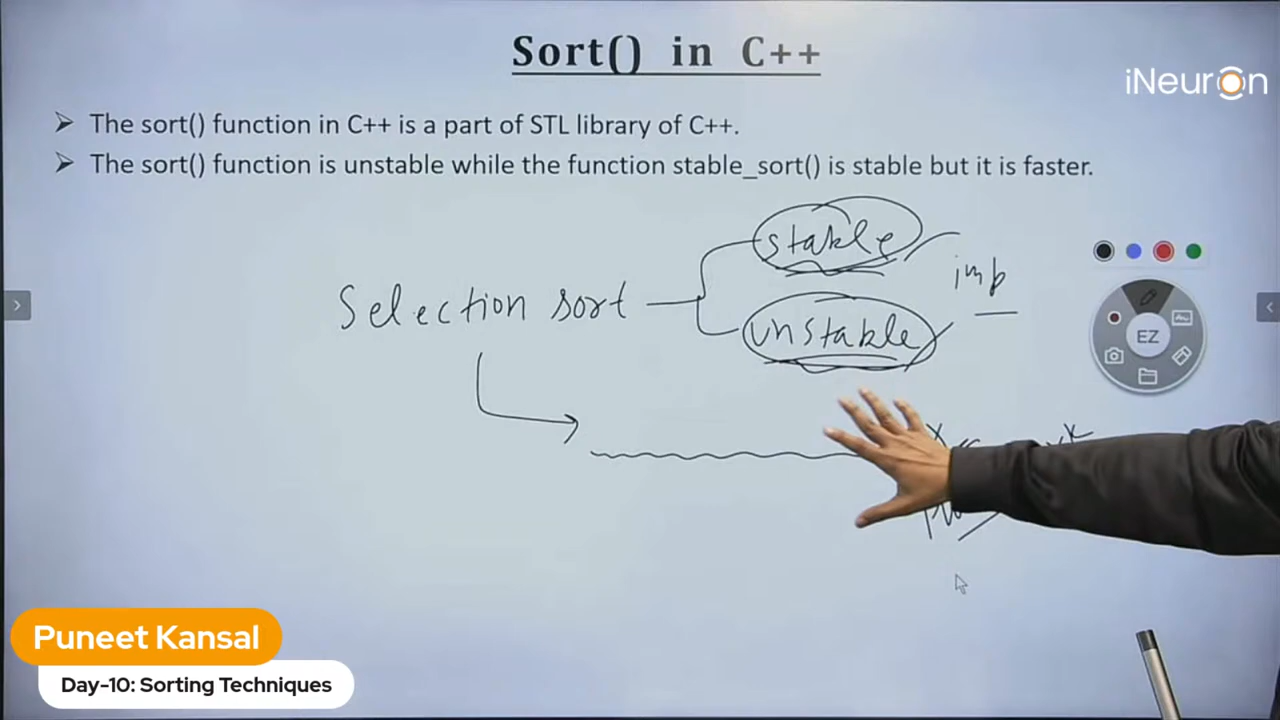 Sort() in C++
iNeuron
➢ The sort() function in C++ is a part of STL library of C++.
➢ The sort() function is unstable while the function stable_sort() is stable but it is faster.
stable
imp
Selection sort
unstable
EZ
Puneet Kansal
Day-10: Sorting Techniques